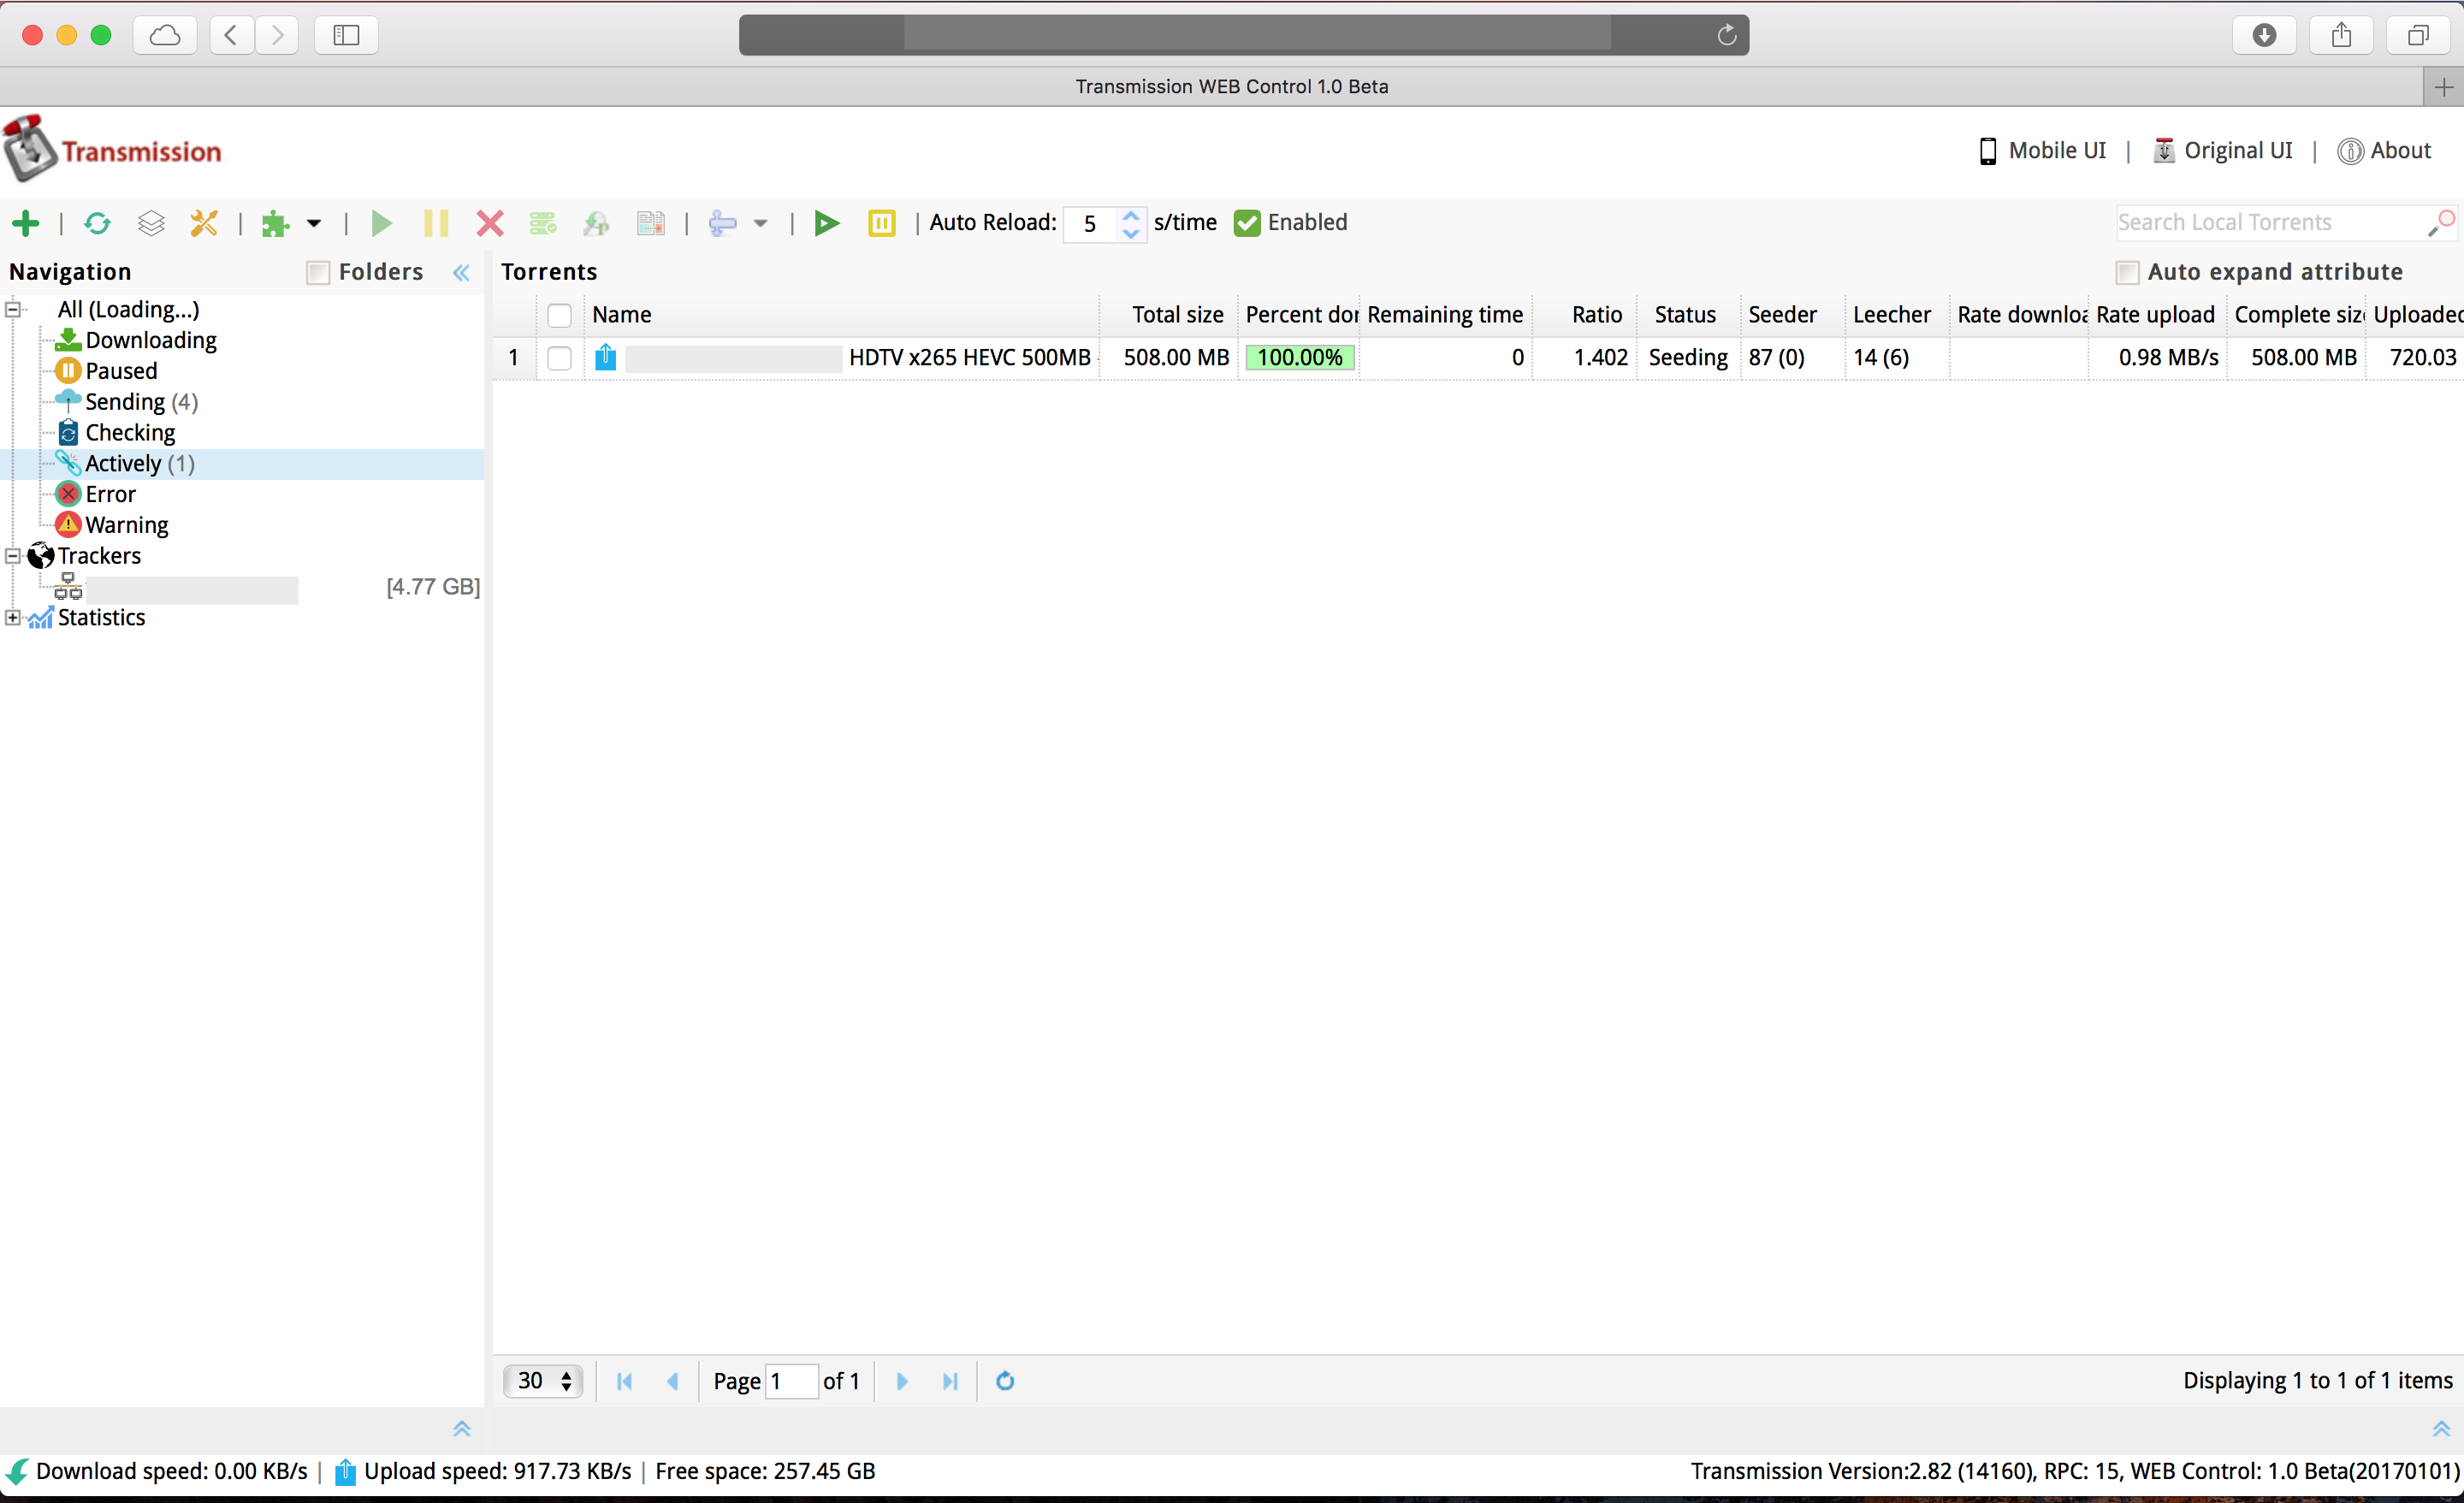 Transmission WEB Control 1.0 Beta
Transmission
Mobile UI | Original UI | About
Auto Reload: 5 s/time Enabled
Search Local Torrents
Navigation Folders
Torrents Auto expand attribute
All (Loading...)
Downloading
Paused
Sending (4)
Checking
Actively (1)
Error
Warning
Trackers
[4.77 GB]
Statistics
Name Total size Percent dor Remaining time Ratio Status Seeder Leecher Rate downloa Rate upload Complete siz Uploaded
1 HDTV x265 HEVC 500MB 508.00 MB 100.00% 0 1.402 Seeding 87 (0) 14 (6) 0.98 MB/s 508.00 MB 720.03
30 Page 1 of 1 Displaying 1 to 1 of 1 items
Download speed: 0.00 KB/s | Upload speed: 917.73 KB/s | Free space: 257.45 GB
Transmission Version:2.82 (14160), RPC: 15, WEB Control: 1.0 Beta(20170101)